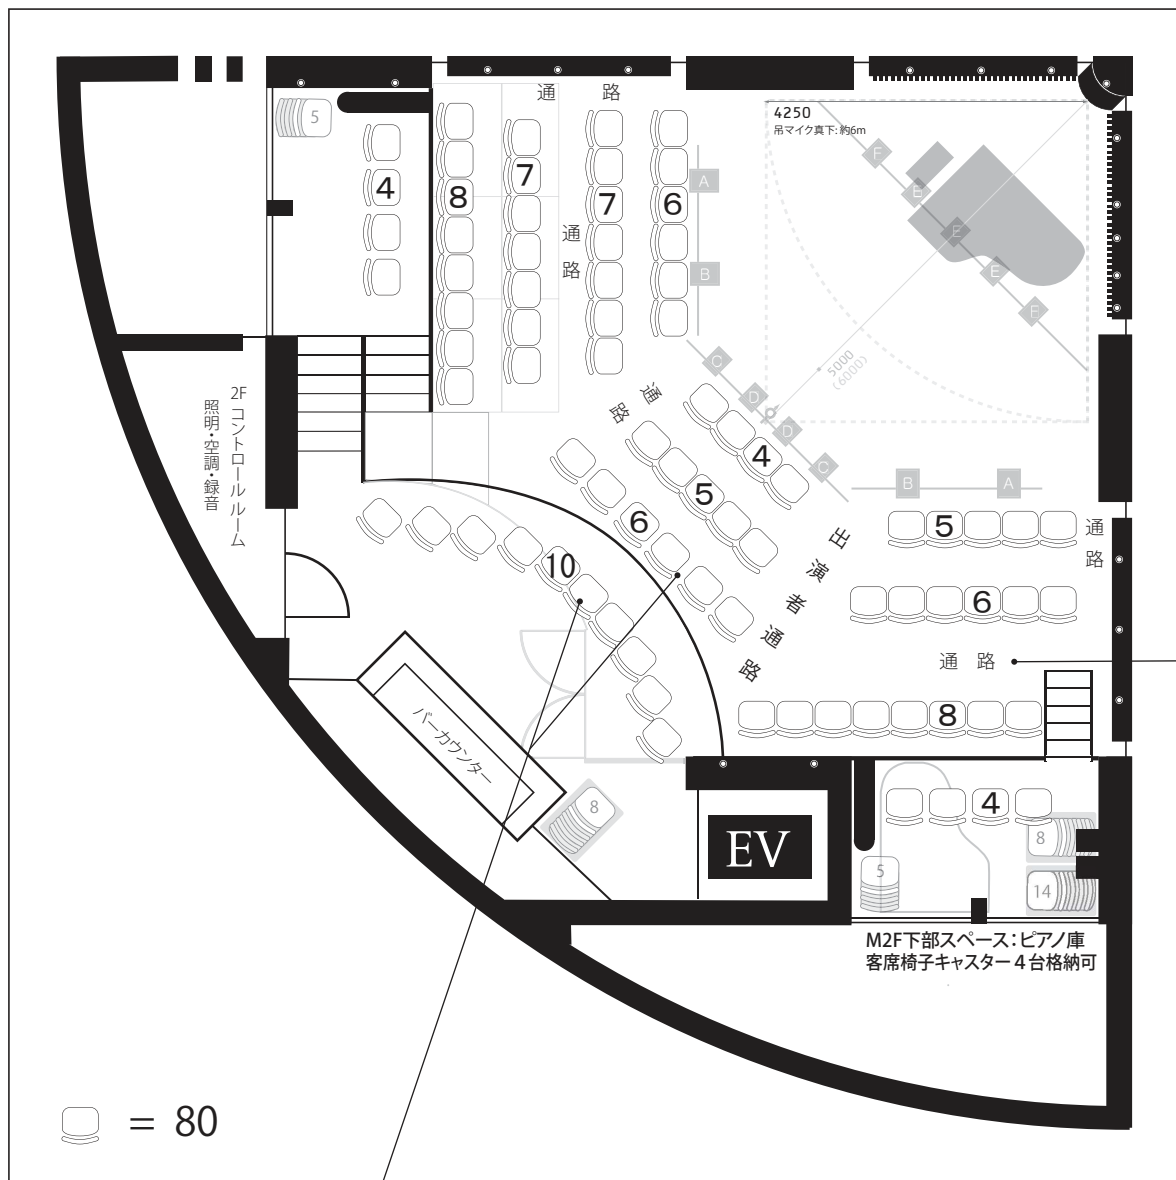 通 路
4250
吊マイク真下: 約6m
5
4
8
7
7
6
A
B
通
路
F
E
E
E
F
5000
(6000)
C
D
D
C
通
路
4
5
6
10
B
A
5
6
8
通
路
出
演
者
通
路
通 路
2F コントロールルーム
照明・空調・録音
バーカウンター
8
EV
4
8
5
14
M2F下部スペース：ピアノ庫
客席椅子キャスター４台格納可
= 80